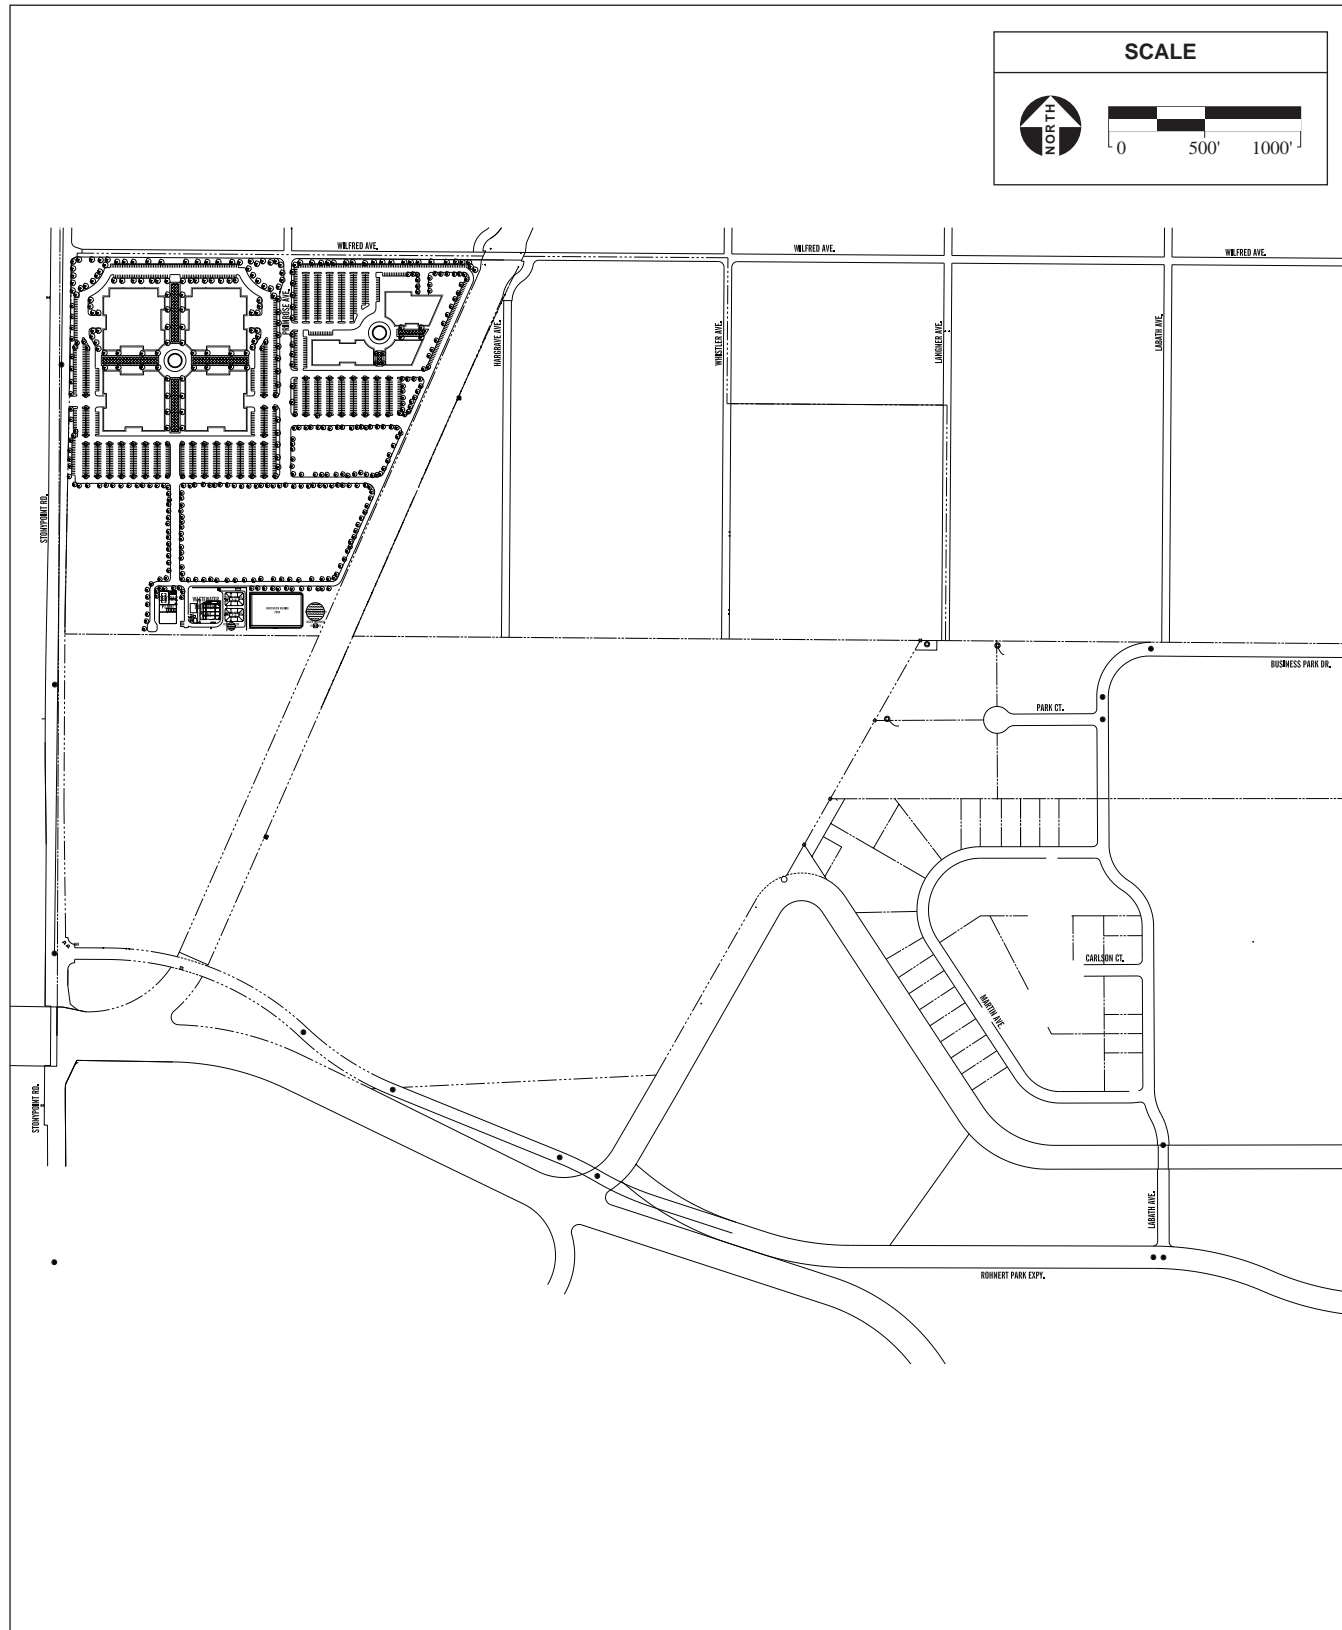 SCALE
NORTH
0 500' 1000'
WILFRED AVE.
WILFRED AVE.
WILFRED AVE.
PRIMROSE AVE.
HARGRAVE AVE.
WHISTLER AVE.
LANGNER AVE.
LABATH AVE.
STONYPOINT RD.
WASTEWATER
BUSINESS PARK DR.
PARK CT.
CARLSON CT.
MARTIN AVE.
STONYPOINT RD.
LABATH AVE.
ROHNERT PARK EXPY.